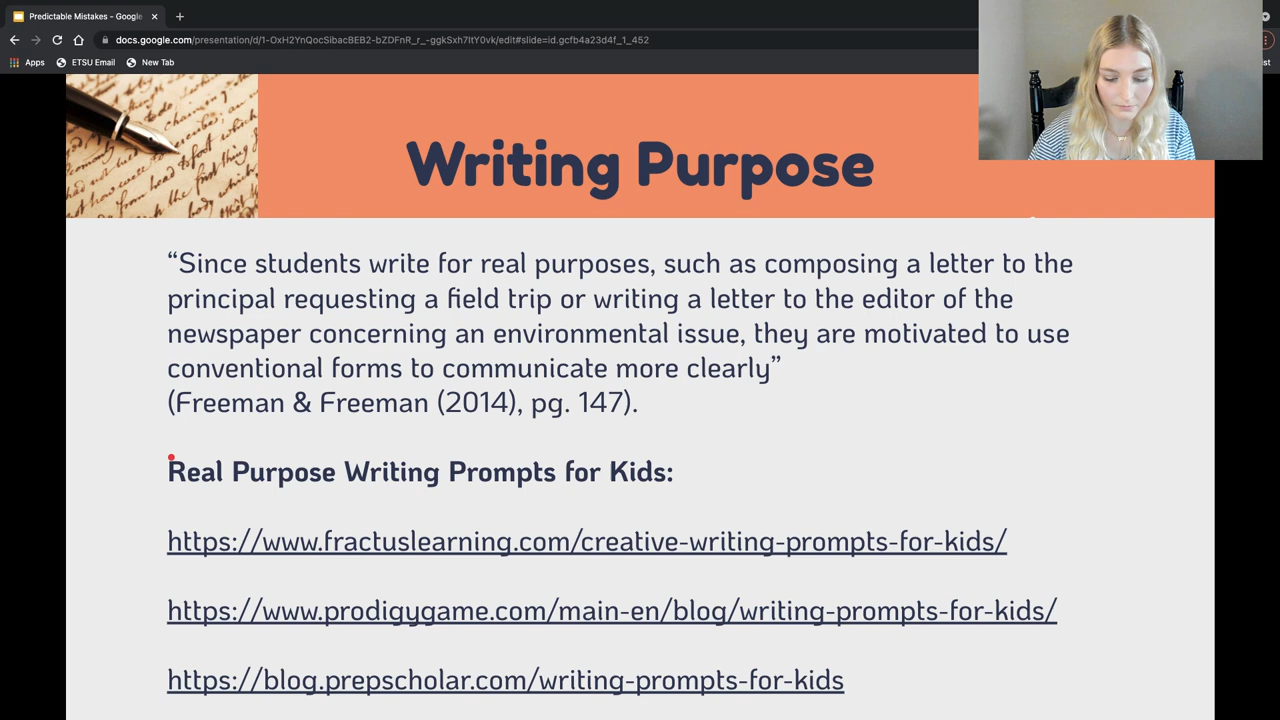 Predictable Mistakes - Google
docs.google.com/presentation/d/1-OxH2YnQocSibacBEB2-bZDFnR_r_-ggkSxh7ItY0vk/edit#slide=id.gcfb4a23d4f_1_452
Apps ETSU Email New Tab
Writing Purpose
“Since students write for real purposes, such as composing a letter to the
principal requesting a field trip or writing a letter to the editor of the
newspaper concerning an environmental issue, they are motivated to use
conventional forms to communicate more clearly”
(Freeman & Freeman (2014), pg. 147).
Real Purpose Writing Prompts for Kids:
https://www.fractuslearning.com/creative-writing-prompts-for-kids/
https://www.prodigygame.com/main-en/blog/writing-prompts-for-kids/
https://blog.prepscholar.com/writing-prompts-for-kids